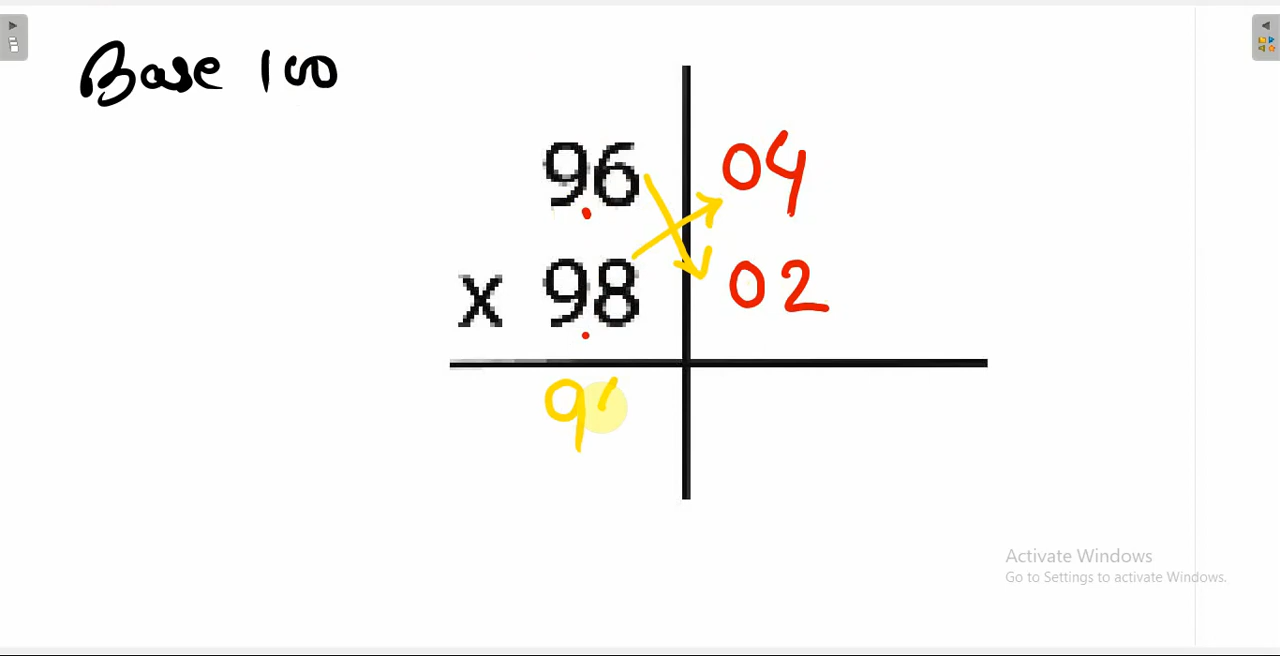 Base 100
96 04
x 98 02
9
Activate Windows
Go to Settings to activate Windows.